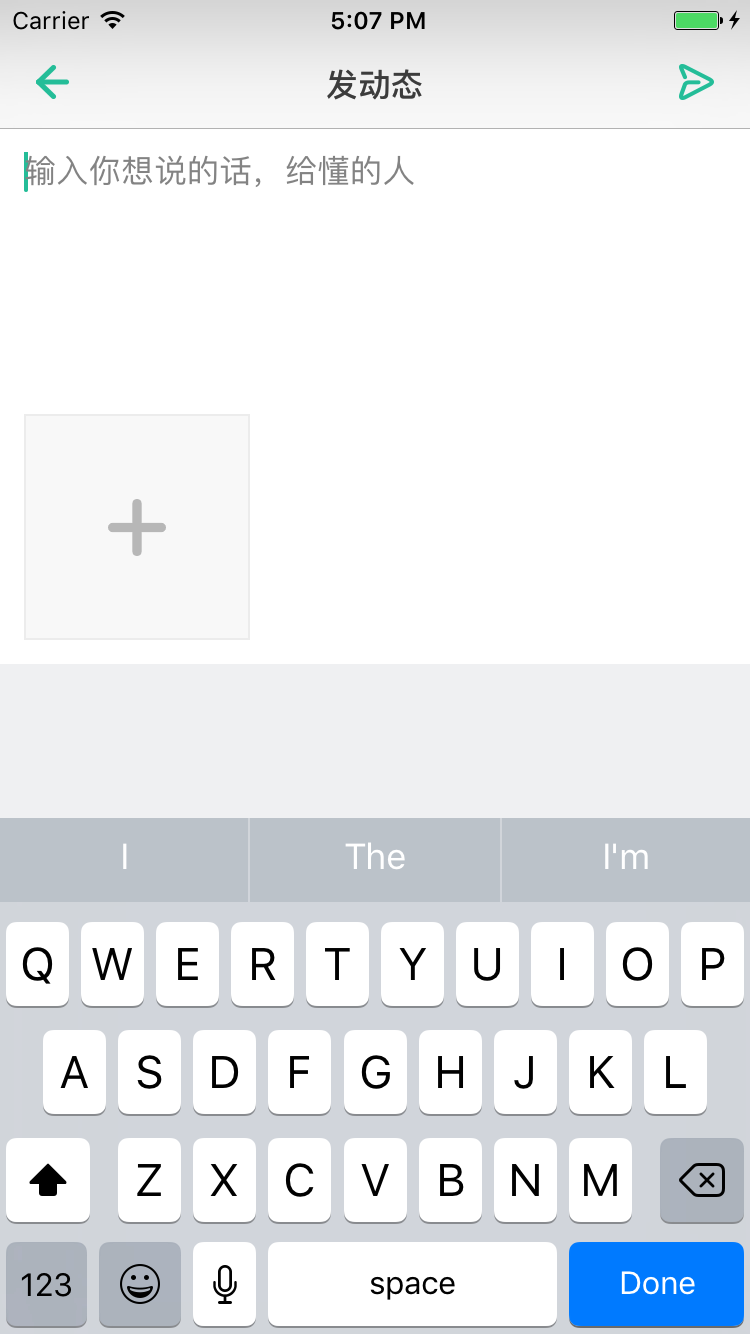 Carrier 5:07 PM
发动态
输入你想说的话，给懂的人
I The I'm
Q W E R T Y U I O P
A S D F G H J K L
Z X C V B N M
123 space Done